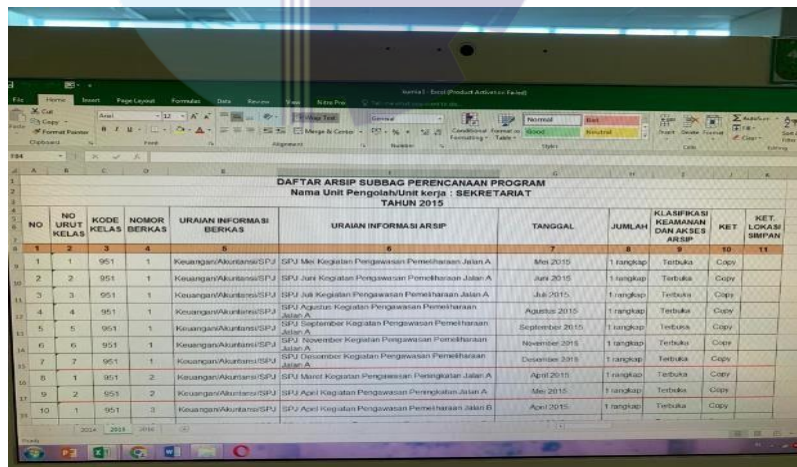 kurnia1 - Excel (Product Activation Failed)
File Home Insert Page Layout Formulas Data Review View Nitro Pro
Cut
Copy
Format Painter
Clipboard
Arial 12
Font
Wrap Text
Merge & Center
Alignment
General
Number
Conditional Formatting
Format as Table
Normal Bad
Good Neutral
Styles
Insert Delete Format
Cells
AutoSum
Fill
Clear
Editing
DAFTAR ARSIP SUBBAG PERENCANAAN PROGRAM
Nama Unit Pengolah/Unit kerja : SEKRETARIAT
TAHUN 2015
NO NO URUT KELAS KODE KELAS NOMOR BERKAS URAIAN INFORMASI BERKAS URAIAN INFORMASI ARSIP TANGGAL JUMLAH KLASIFIKASI KEAMANAN DAN AKSES ARSIP KET KET. LOKASI SIMPAN
1 2 3 4 5 6 7 8 9 10 11
1 1 951 1 Keuangan/Akuntansi/SPJ SPJ Mei Kegiatan Pengawasan Pemeliharaan Jalan A Mei 2015 1 rangkap Terbuka Copy
2 2 951 1 Keuangan/Akuntansi/SPJ SPJ Juni Kegiatan Pengawasan Pemeliharaan Jalan A Juni 2015 1 rangkap Terbuka Copy
3 3 951 1 Keuangan/Akuntansi/SPJ SPJ Juli Kegiatan Pengawasan Pemeliharaan Jalan A Juli 2015 1 rangkap Terbuka Copy
4 4 951 1 Keuangan/Akuntansi/SPJ SPJ Agustus Kegiatan Pengawasan Pemeliharaan Jalan A Agustus 2015 1 rangkap Terbuka Copy
5 5 951 1 Keuangan/Akuntansi/SPJ SPJ September Kegiatan Pengawasan Pemeliharaan Jalan A September 2015 1 rangkap Terbuka Copy
6 6 951 1 Keuangan/Akuntansi/SPJ SPJ November Kegiatan Pengawasan Pemeliharaan Jalan A November 2015 1 rangkap Terbuka Copy
7 7 951 1 Keuangan/Akuntansi/SPJ SPJ Desember Kegiatan Pengawasan Pemeliharaan Jalan A Desember 2015 1 rangkap Terbuka Copy
8 1 951 2 Keuangan/Akuntansi/SPJ SPJ Maret Kegiatan Pengawasan Peningkatan Jalan A April 2015 1 rangkap Terbuka Copy
9 2 951 2 Keuangan/Akuntansi/SPJ SPJ April Kegiatan Pengawasan Peningkatan Jalan A Mei 2015 1 rangkap Terbuka Copy
10 1 951 3 Keuangan/Akuntansi/SPJ SPJ April Kegiatan Pengawasan Pemeliharaan Jalan B April 2015 1 rangkap Terbuka Copy
2014 2015 2016